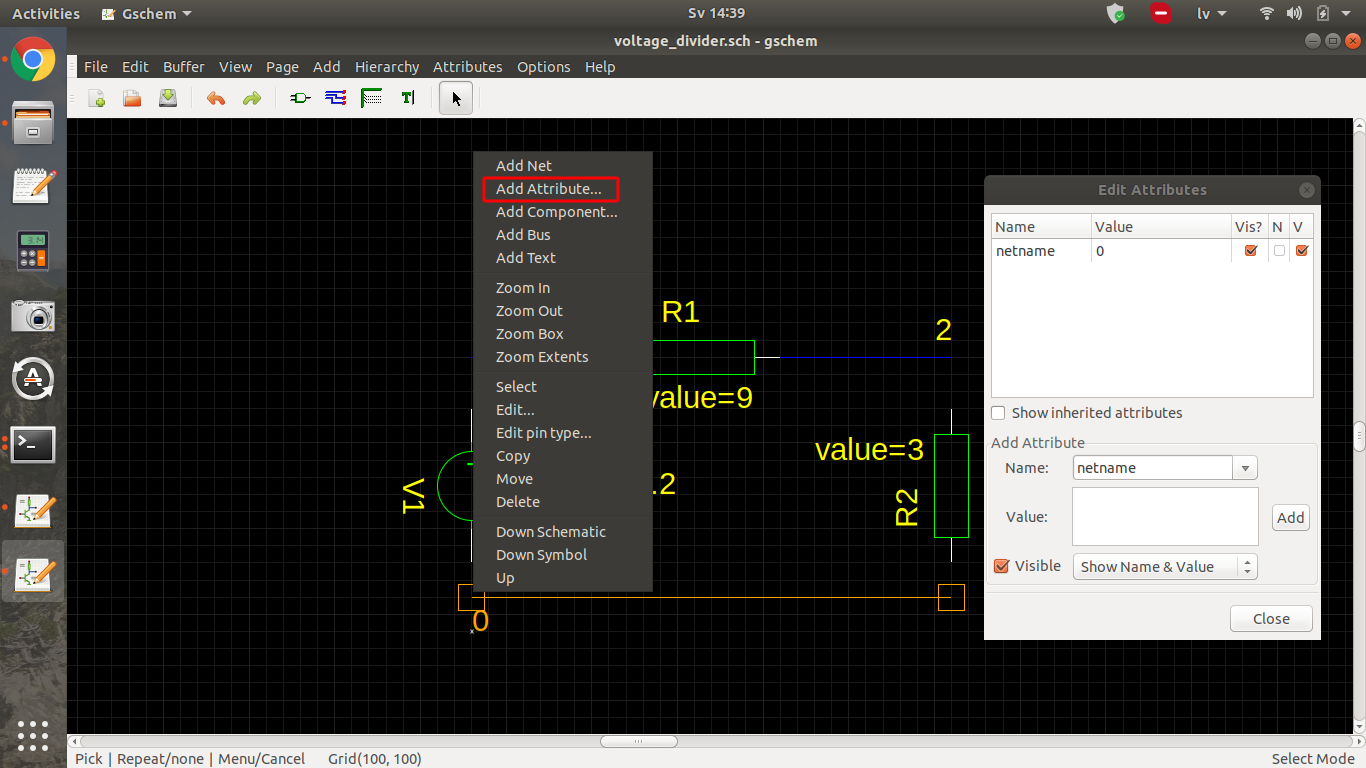 Activities
Gschem
Sv 14:39
lv
voltage_divider.sch - gschem
File Edit Buffer View Page Add Hierarchy Attributes Options Help
Add Net
Add Attribute...
Add Component...
Add Bus
Add Text
Zoom In
Zoom Out
Zoom Box
Zoom Extents
Select
Edit...
Edit pin type...
Copy
Move
Delete
Down Schematic
Down Symbol
Up
R1
value=9
V1
.2
0
2
value=3
R2
Edit Attributes
Name Value Vis? N V
netname 0
Show inherited attributes
Add Attribute
Name: netname
Value:
Add
Visible Show Name & Value
Close
Pick | Repeat/none | Menu/Cancel Grid(100, 100)
Select Mode